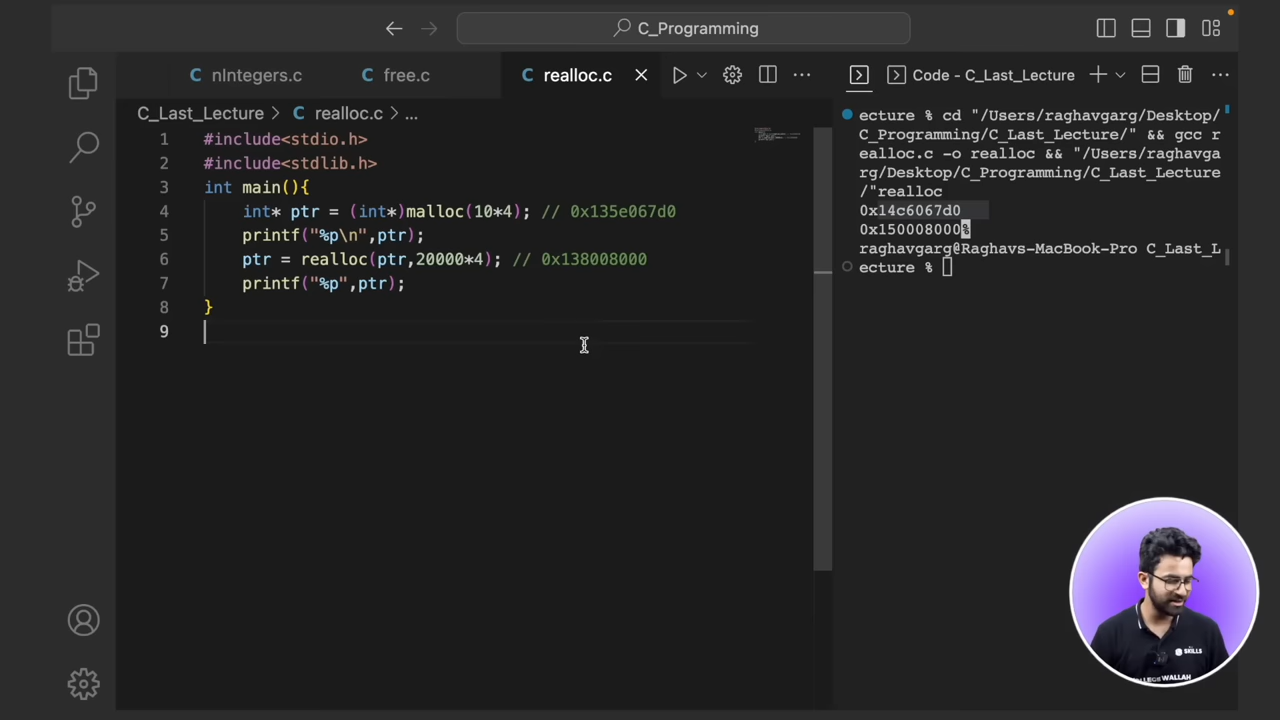 C_Programming
nIntegers.c
free.c
realloc.c
Code - C_Last_Lecture
C_Last_Lecture > C realloc.c > ...
1 #include<stdio.h>
2 #include<stdlib.h>
3 int main(){
4 int* ptr = (int*)malloc(10*4); // 0x135e067d0
5 printf("%p\n",ptr);
6 ptr = realloc(ptr,20000*4); // 0x138008000
7 printf("%p",ptr);
8 }
9
ecture % cd "/Users/raghavgarg/Desktop/
C_Programming/C_Last_Lecture/" && gcc r
ealloc.c -o realloc && "/Users/raghavga
rg/Desktop/C_Programming/C_Last_Lecture
/"realloc
0x14c6067d0
0x150008000%
raghavgarg@Raghavs-MacBook-Pro C_Last_L
ecture %
SKILLS
LLEGE WALLAH